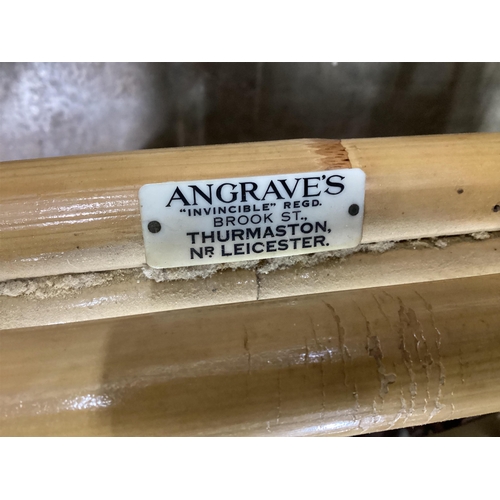 ANGRAVE'S
"INVINCIBLE" REGD.
BROOK ST.,
THURMASTON,
NR LEICESTER.